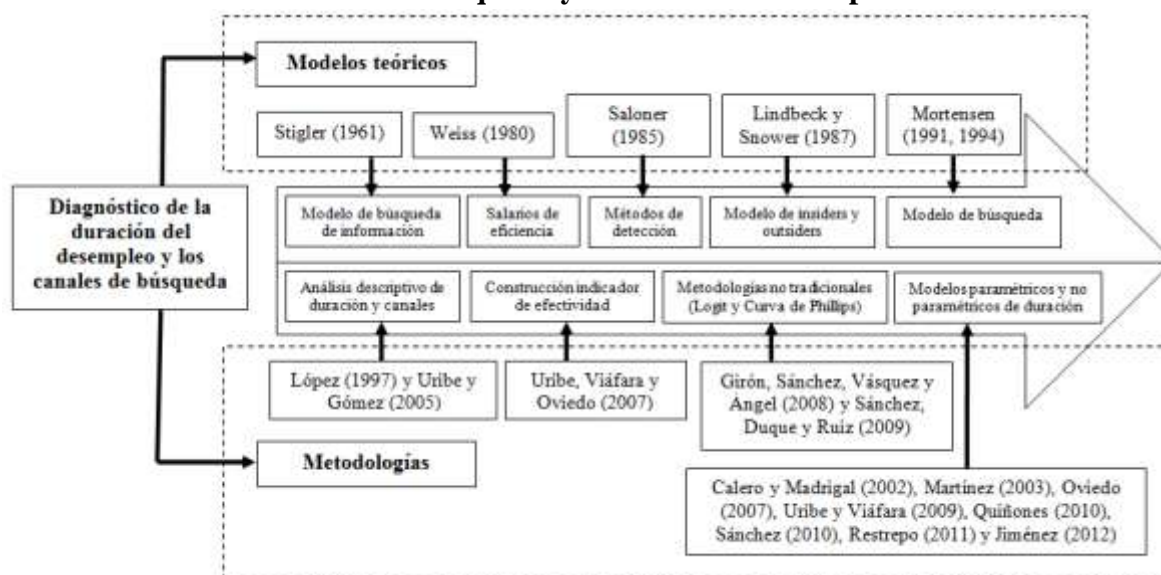 Modelos teóricos
Stigler (1961)
Weiss (1980)
Saloner
(1985)
Lindbeck y
Snower (1987)
Mortensen
(1991, 1994)
Diagnóstico de la
duración del
desempleo y los
canales de búsqueda
Modelo de búsqueda
de información
Salarios de
eficiencia
Métodos de
detección
Modelo de insiders y
outsiders
Modelo de búsqueda
Análisis descriptivo de
duración y canales
Construcción indicador
de efectividad
Metodologías no tradicionales
(Logit y Curva de Phillips)
Modelos paramétricos y no
paramétricos de duración
López (1997) y Uribe y
Gómez (2005)
Uribe, Viáfara y
Oviedo (2007)
Girón, Sánchez, Vásquez y
Ángel (2008) y Sánchez,
Duque y Ruiz (2009)
Metodologías
Calero y Madrigal (2002), Martínez (2003), Oviedo
(2007), Uribe y Viáfara (2009), Quiñones (2010),
Sánchez (2010), Restrepo (2011) y Jiménez (2012)